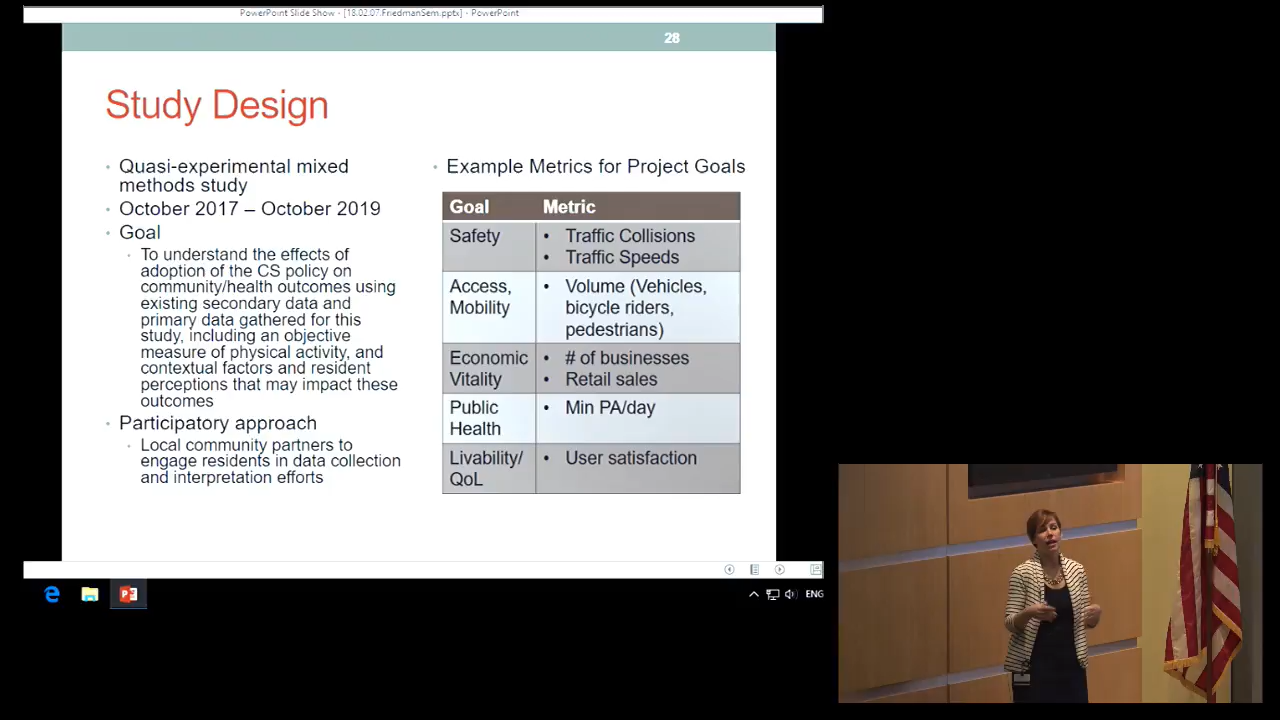 PowerPoint Slide Show - [18.02.07.FriedmanSem.pptx] - PowerPoint
28
Study Design
• Quasi-experimental mixed
methods study
• October 2017 – October 2019
• Goal
• To understand the effects of
adoption of the CS policy on
community/health outcomes using
existing secondary data and
primary data gathered for this
study, including an objective
measure of physical activity, and
contextual factors and resident
perceptions that may impact these
outcomes
• Participatory approach
• Local community partners to
engage residents in data collection
and interpretation efforts
• Example Metrics for Project Goals
Goal Metric
Safety • Traffic Collisions
• Traffic Speeds
Access, • Volume (Vehicles,
Mobility bicycle riders,
pedestrians)
Economic • # of businesses
Vitality • Retail sales
Public • Min PA/day
Health
Livability/ • User satisfaction
QoL
ENG